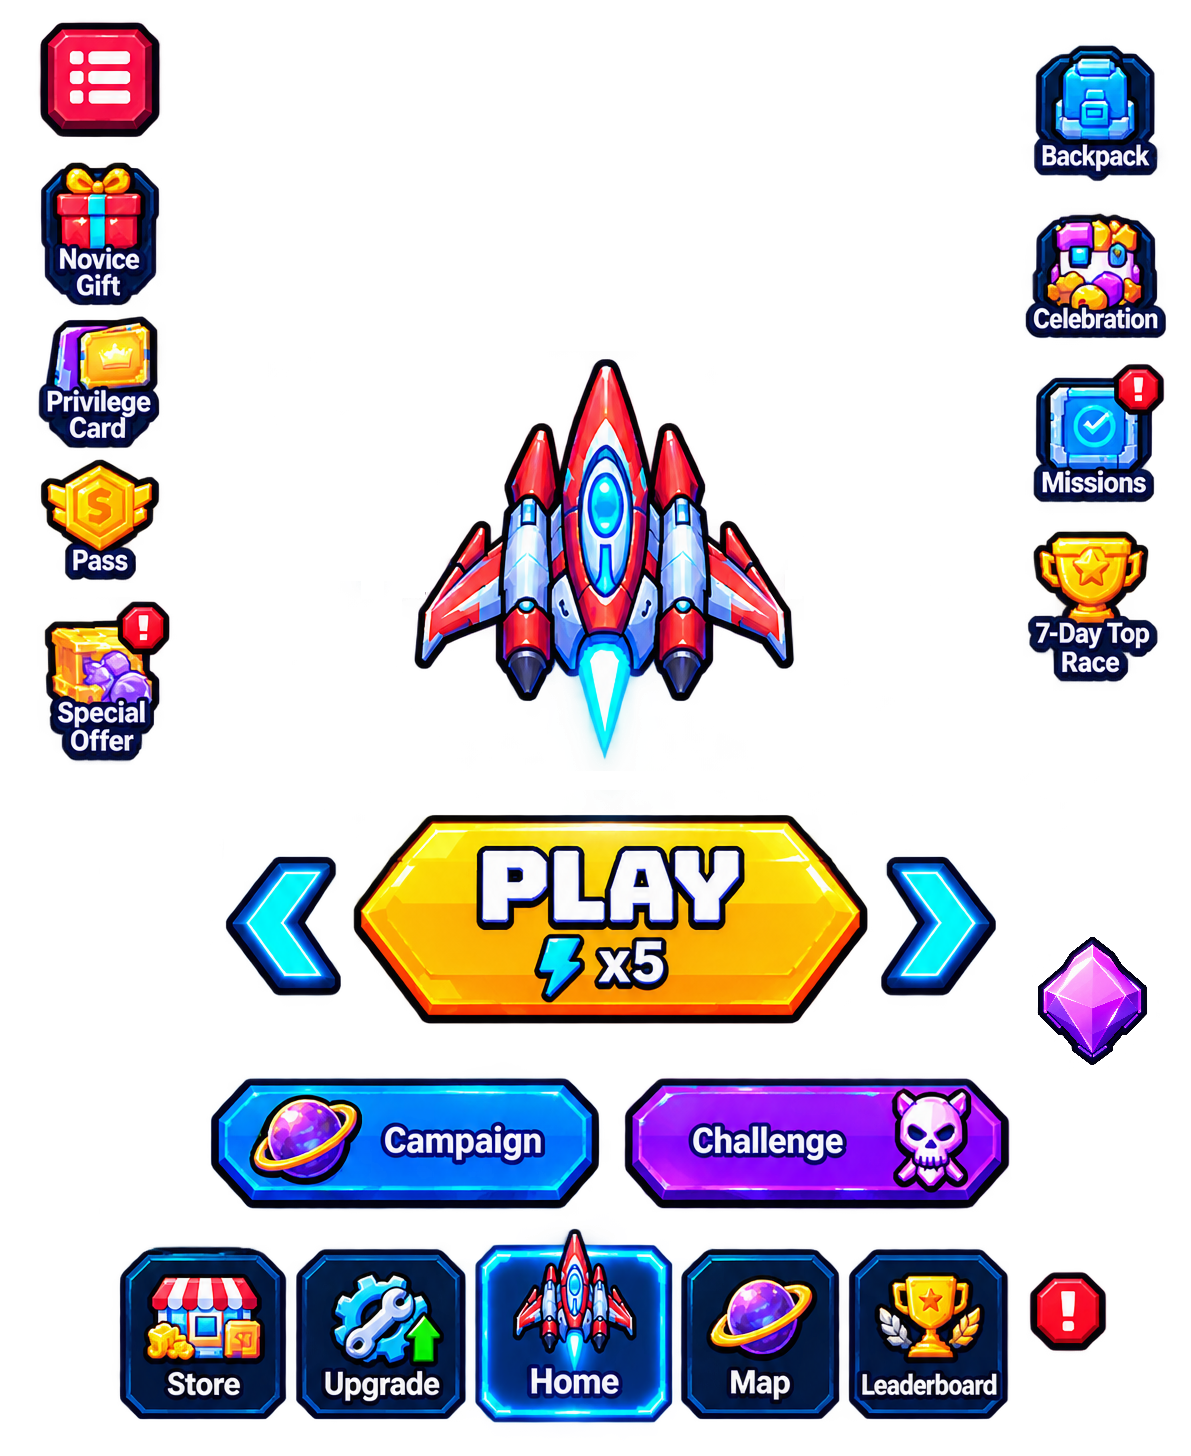 Novice
Gift
Privilege
Card
S
Pass
!
Special
Offer
Backpack
Celebration
!
Missions
7-Day Top
Race
PLAY
x5
Campaign
Challenge
Store
Upgrade
Home
Map
Leaderboard
!